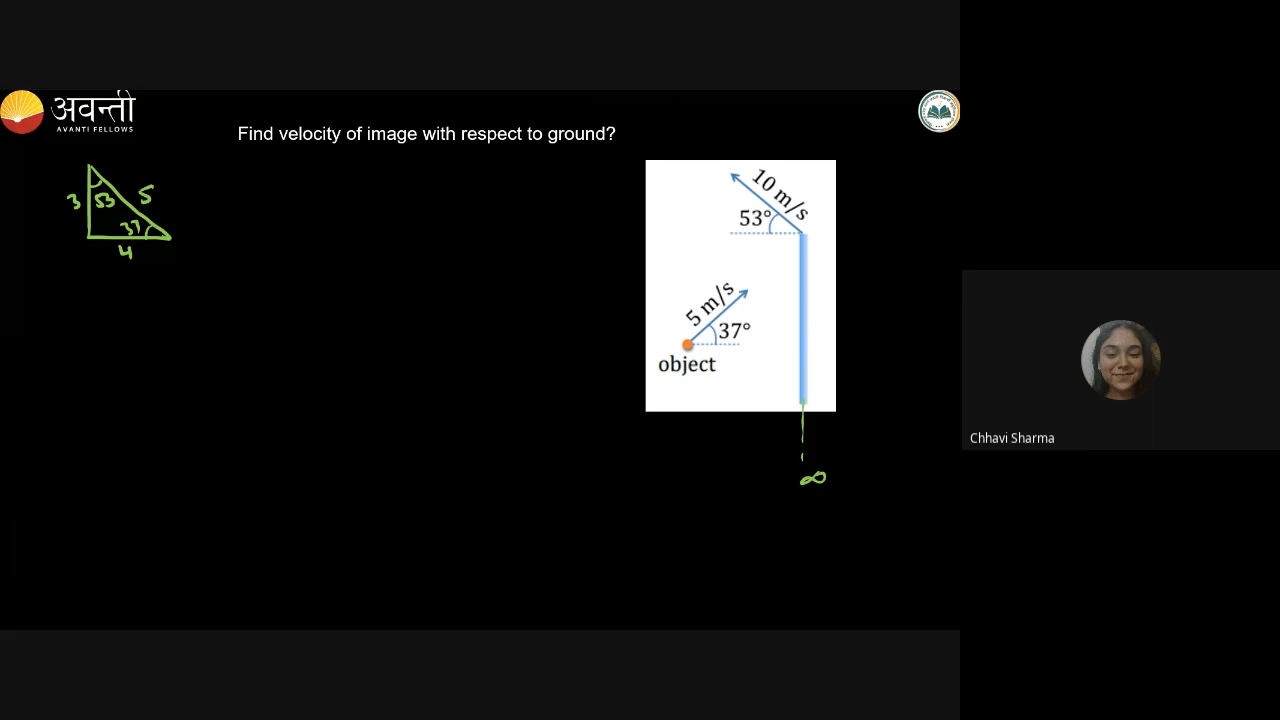 अवन्ती
AVANTI FELLOWS
Find velocity of image with respect to ground?
3
53
5
37
4
10 m/s
53°
5 m/s
37°
object
∞
Chhavi Sharma